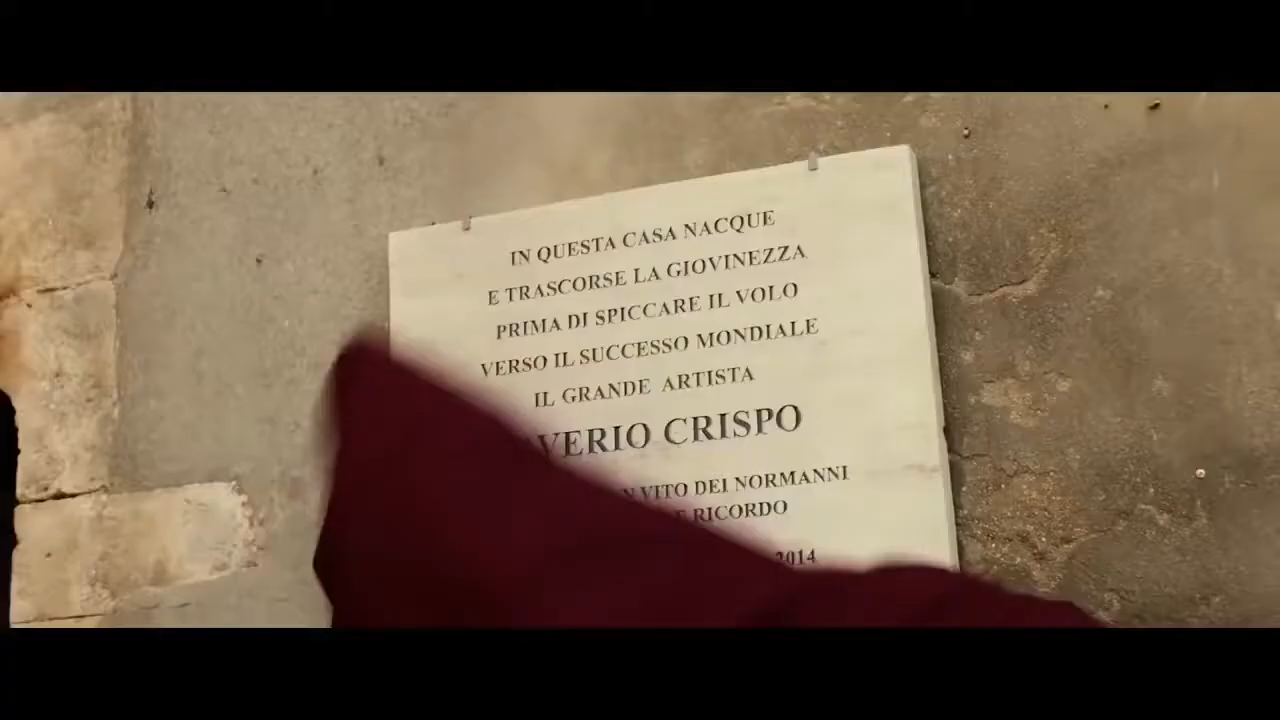 IN QUESTA CASA NACQUE
E TRASCORSE LA GIOVINEZZA
PRIMA DI SPICCARE IL VOLO
VERSO IL SUCCESSO MONDIALE
IL GRANDE ARTISTA
AVERIO CRISPO
VITO DEI NORMANNI
E RICORDO
2014